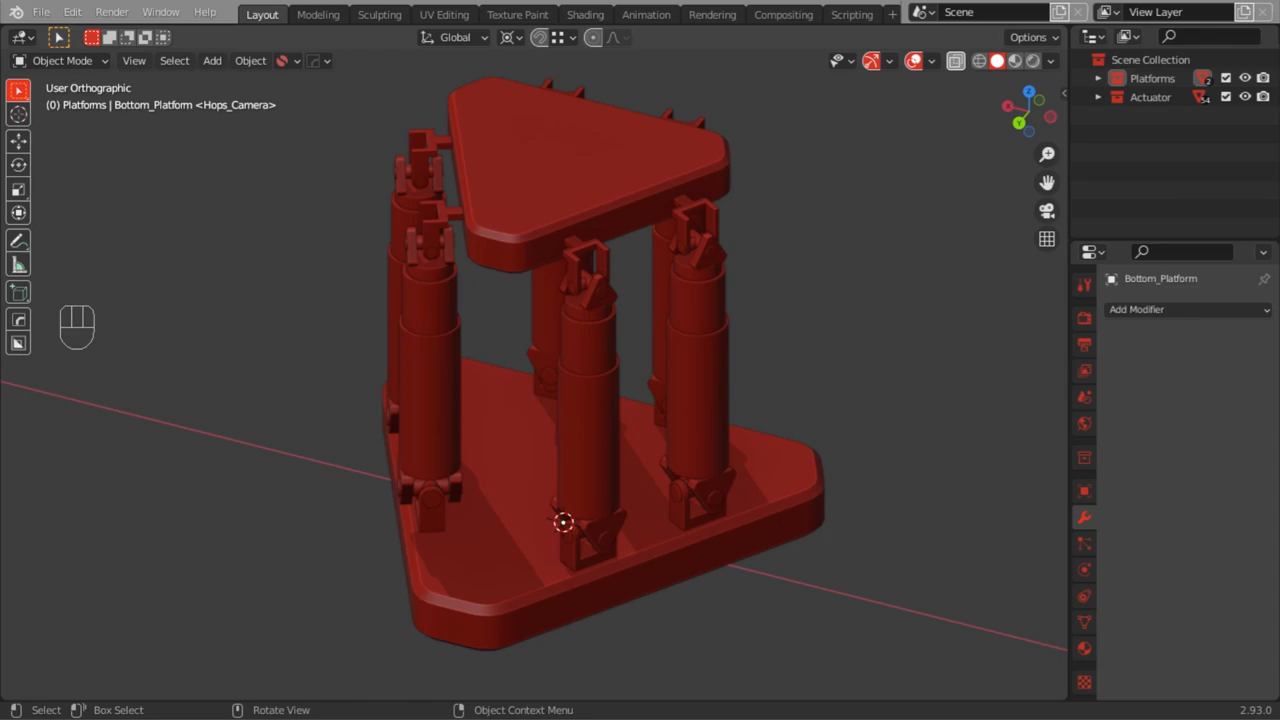 File Edit Render Window Help Layout Modeling Sculpting UV Editing Texture Paint Shading Animation Rendering Compositing Scripting + Scene View Layer
Global Options
Object Mode View Select Add Object
User Orthographic
(0) Platforms | Bottom_Platform <Hops_Camera>
X Y Z
Scene Collection
Platforms 2
Actuator 54
Bottom_Platform
Add Modifier
Select Box Select Rotate View Object Context Menu 2.93.0